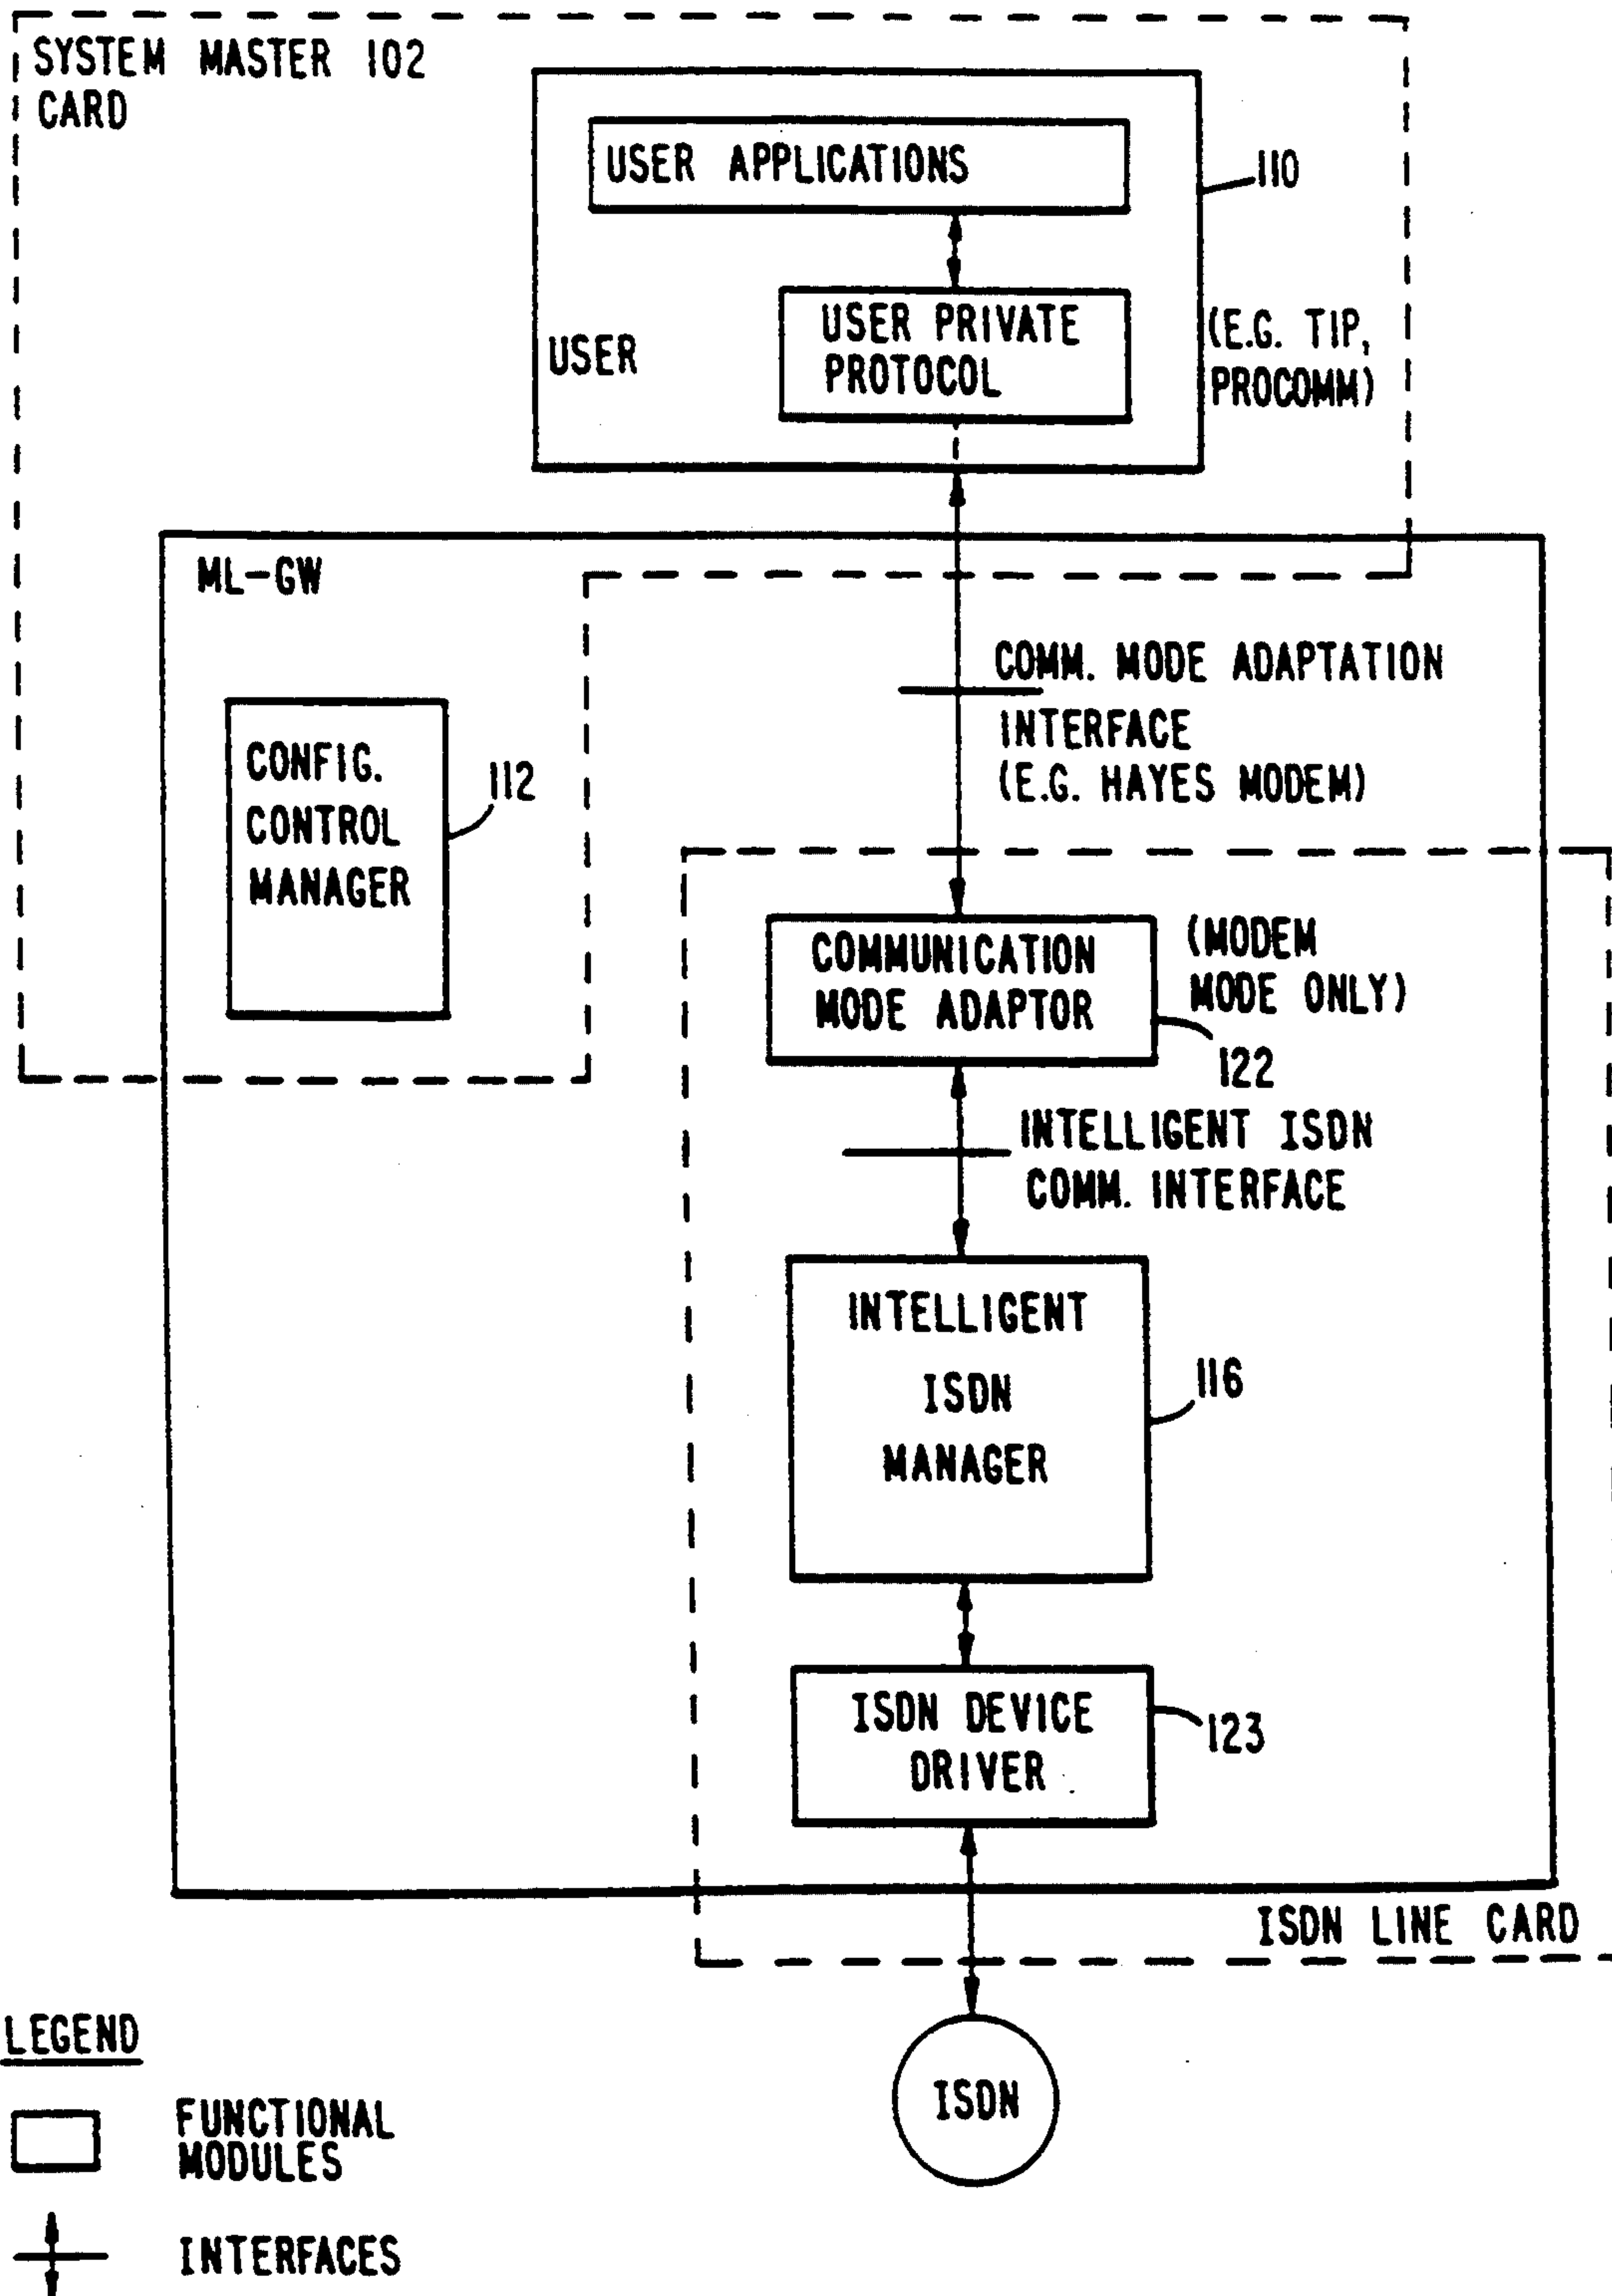 SYSTEM MASTER 102
CARD
USER APPLICATIONS
110
USER PRIVATE
PROTOCOL
USER
(E.G. TIP,
PROCOMM)
ML-GW
COMM. MODE ADAPTATION
INTERFACE
(E.G. HAYES MODEM)
CONFIG.
CONTROL
MANAGER
112
COMMUNICATION
MODE ADAPTOR
(MODEM
MODE ONLY)
122
INTELLIGENT ISDN
COMM. INTERFACE
INTELLIGENT
ISDN
MANAGER
116
ISDN DEVICE
DRIVER
123
ISDN LINE CARD
ISDN
LEGEND
FUNCTIONAL
MODULES
INTERFACES